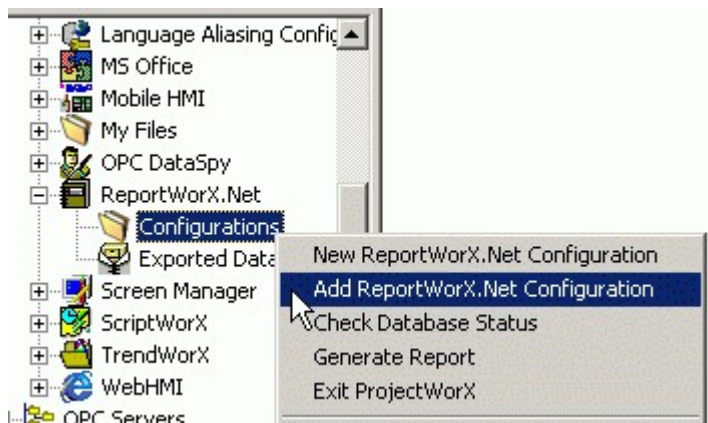 Language Aliasing Config
MS Office
Mobile HMI
My Files
OPC DataSpy
ReportWorX.Net
Configurations
Exported Data
New ReportWorX.Net Configuration
Add ReportWorX.Net Configuration
Check Database Status
Generate Report
Exit ProjectWorX
Screen Manager
ScriptWorX
TrendWorX
WebHMI
OPC Servers